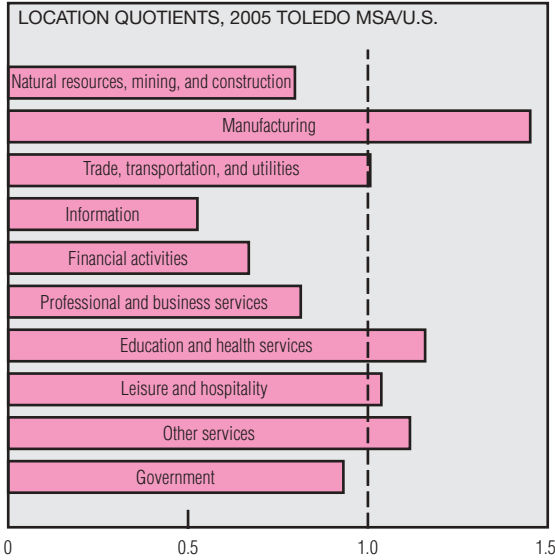 LOCATION QUOTIENTS, 2005 TOLEDO MSA/U.S.
Natural resources, mining, and construction
Manufacturing
Trade, transportation, and utilities
Information
Financial activities
Professional and business services
Education and health services
Leisure and hospitality
Other services
Government
0 0.5 1.0 1.5